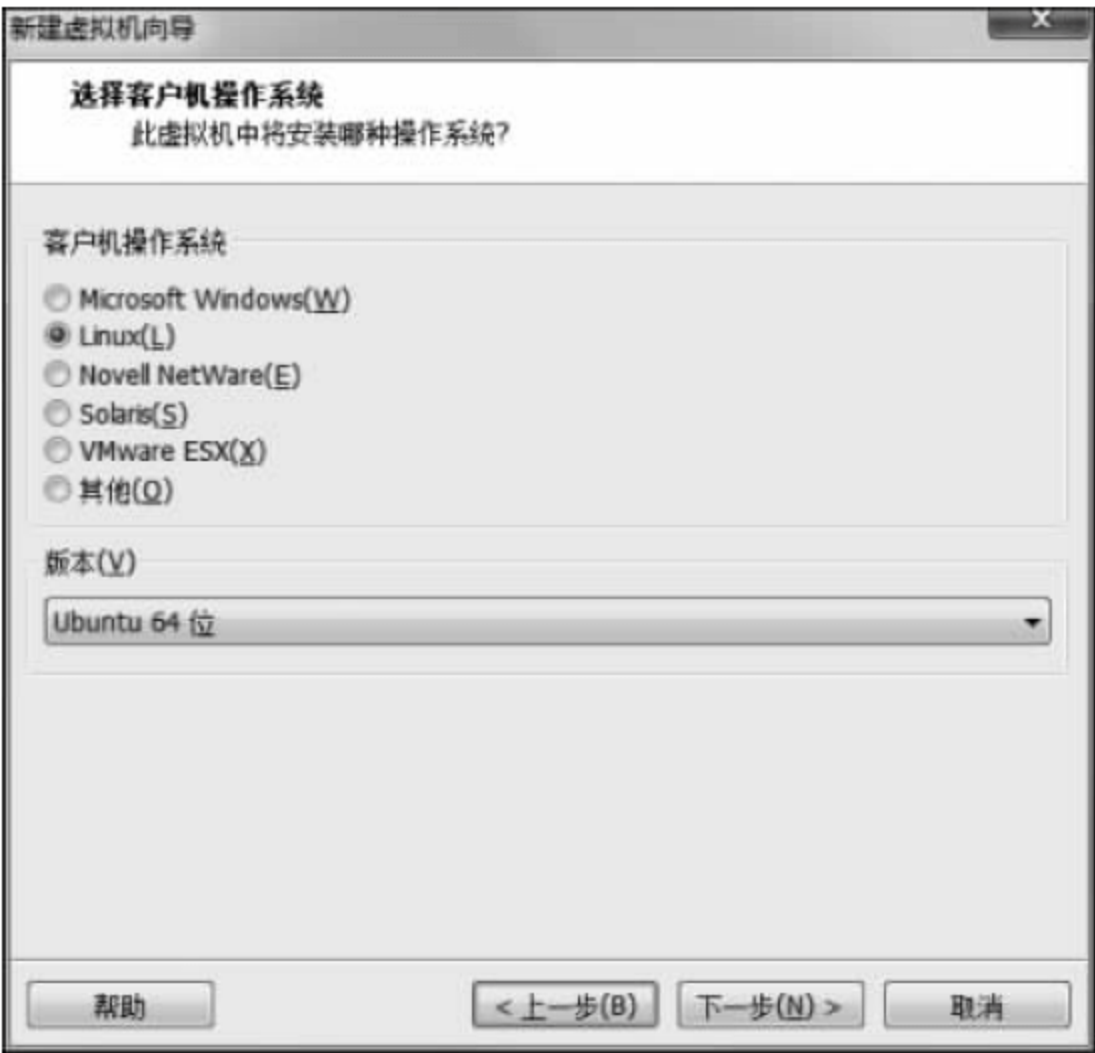 新建虚拟机向导
x
选择客户机操作系统
此虚拟机中将安装哪种操作系统?
客户机操作系统
Microsoft Windows(W)
Linux(L)
Novell NetWare(E)
Solaris(S)
VMware ESX(X)
其他(O)
版本(V)
Ubuntu 64 位
帮助
< 上一步(B)
下一步(N) >
取消